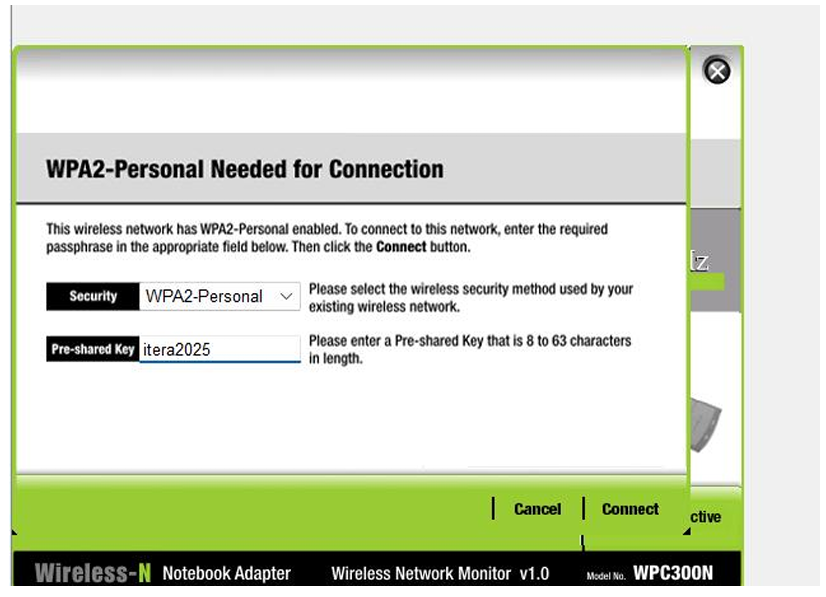 WPA2-Personal Needed for Connection
This wireless network has WPA2-Personal enabled. To connect to this network, enter the required
passphrase in the appropriate field below. Then click the Connect button.
Security WPA2-Personal Please select the wireless security method used by your
existing wireless network.
Pre-shared Key itera2025 Please enter a Pre-shared Key that is 8 to 63 characters
in length.
Cancel Connect
Wireless-N Notebook Adapter Wireless Network Monitor v1.0 Model No. WPC300N